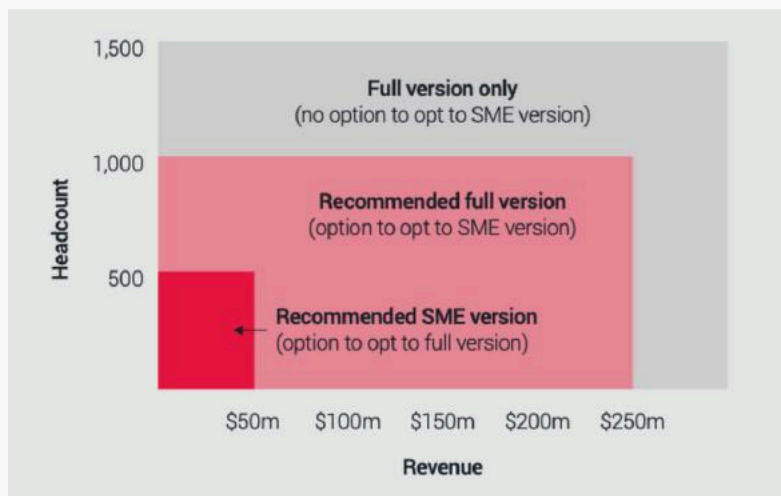 1,500
Full version only
(no option to opt to SME version)
1,000
Recommended full version
(option to opt to SME version)
Headcount
500
Recommended SME version
(option to opt to full version)
$50m $100m $150m $200m $250m
Revenue